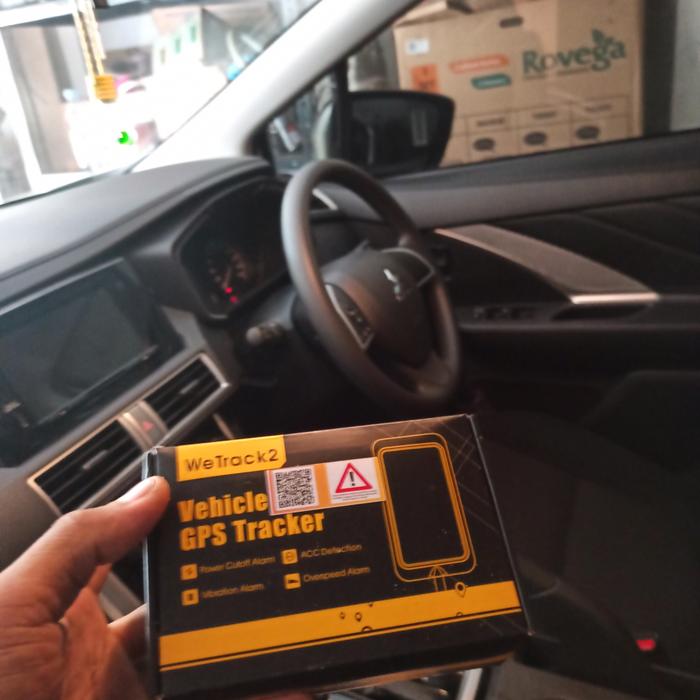 Rovega
WeTrack2
Vehicle
GPS Tracker
Power Cutoff Alarm
ACC Detection
Vibration Alarm
Overspeed Alarm